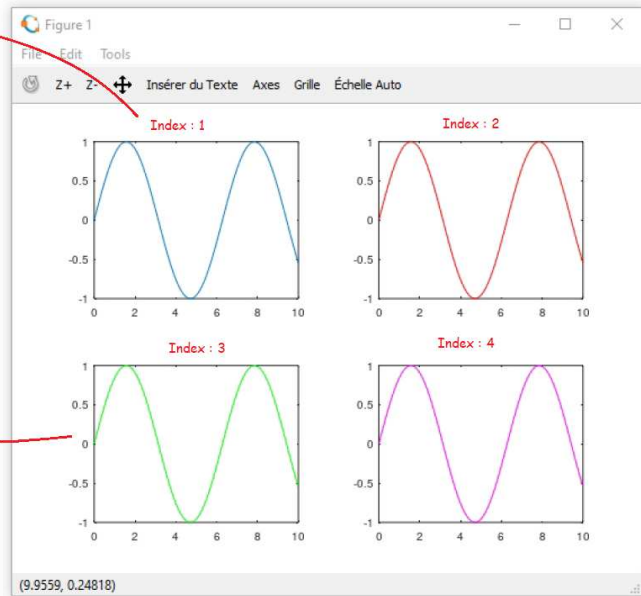 Figure 1
File Edit Tools
Z+ Z- Insérer du Texte Axes Grille Échelle Auto
Index : 1
1
0.5
0
-0.5
-1
0 2 4 6 8 10
Index : 2
1
0.5
0
-0.5
-1
0 2 4 6 8 10
Index : 3
1
0.5
0
-0.5
-1
0 2 4 6 8 10
Index : 4
1
0.5
0
-0.5
-1
0 2 4 6 8 10
(9.9559, 0.24818)